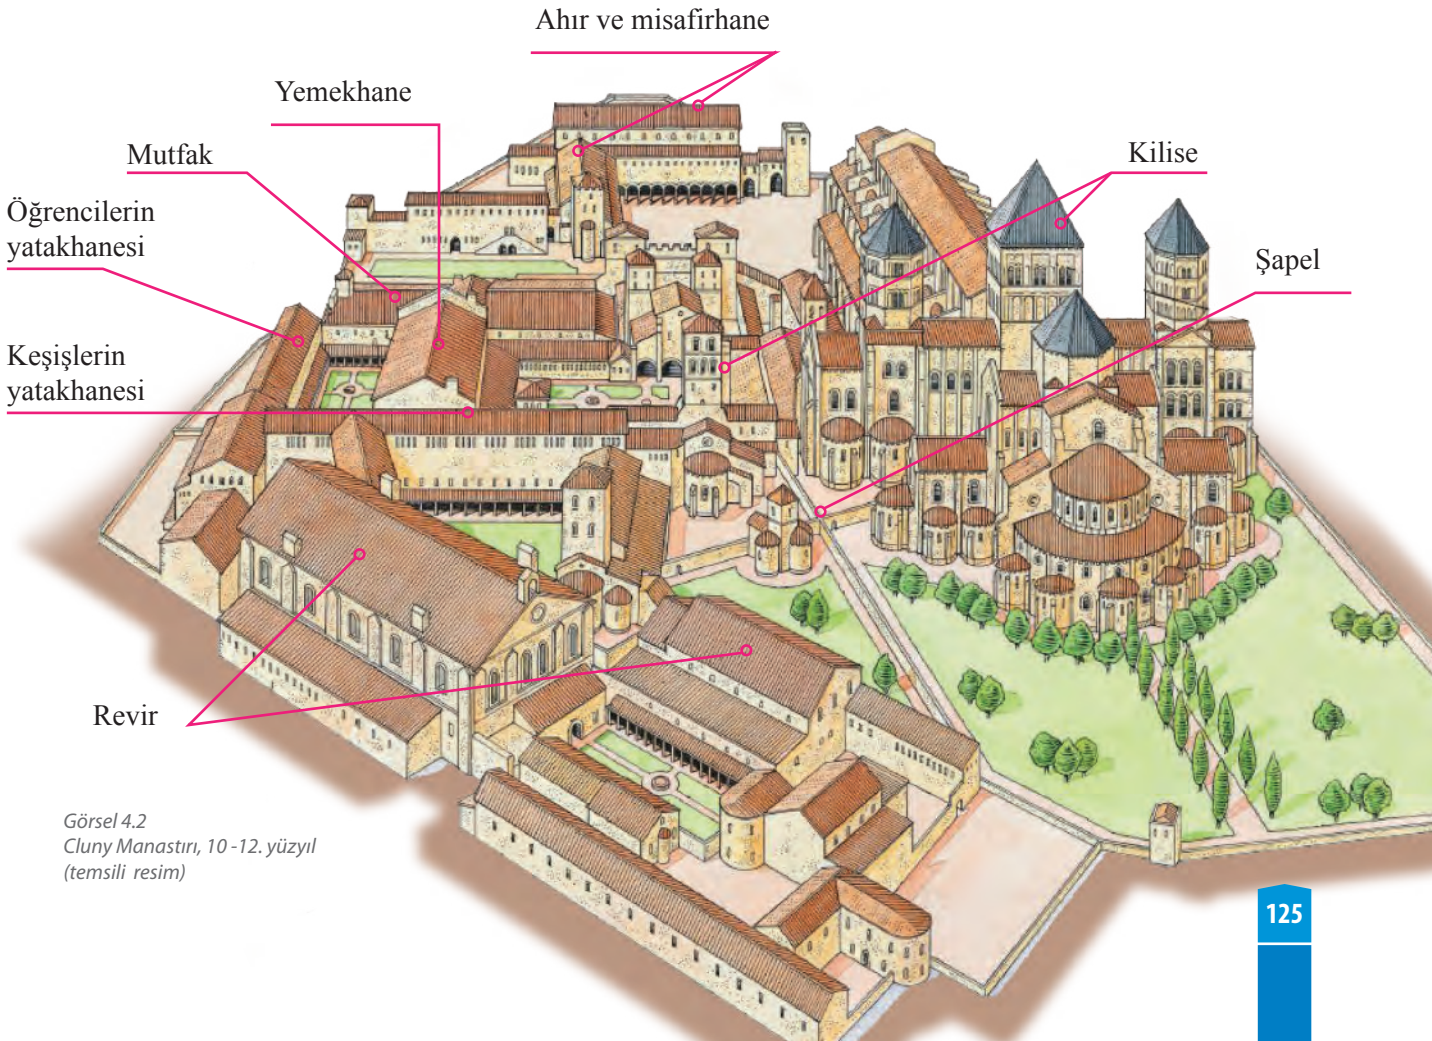 Ahır ve misafirhane
Yemekhane
Mutfak
Kilise
Öğrencilerin
yatakhanesi
Şapel
Keşişlerin
yatakhanesi
Revir
Görsel 4.2
Cluny Manastırı, 10 -12. yüzyıl
(temsili resim)
125